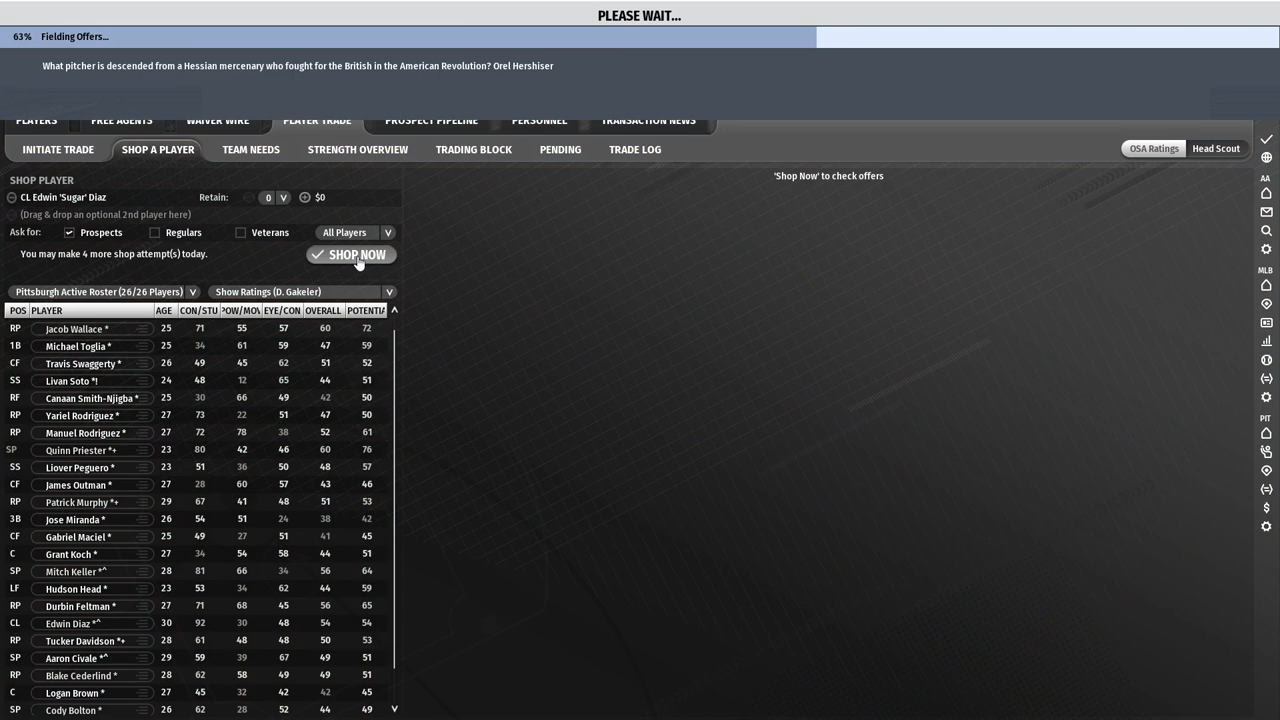 PLEASE WAIT...
63% Fielding Offers...
What pitcher is descended from a Hessian mercenary who fought for the British in the American Revolution? Orel Hershiser
PLAYERS FREE AGENTS WAIVER WIRE PLAYER TRADE PROSPECT PIPELINE PERSONNEL TRANSACTION NEWS
INITIATE TRADE SHOP A PLAYER TEAM NEEDS STRENGTH OVERVIEW TRADING BLOCK PENDING TRADE LOG OSA Ratings Head Scout
SHOP PLAYER 'Shop Now' to check offers
CL Edwin 'Sugar' Diaz Retain: 0 $0
(Drag & drop an optional 2nd player here)
Ask for: Prospects Regulars Veterans All Players
You may make 4 more shop attempt(s) today. SHOP NOW
Pittsburgh Active Roster (26/26 Players) Show Ratings (D. Gakeler)
POS PLAYER AGE CON/STU POW/MOV EYE/CON OVERALL POTENTIA
RP Jacob Wallace * 25 71 55 57 60 72
1B Michael Toglia * 25 34 61 59 47 59
CF Travis Swaggerty * 26 49 45 62 51 52
SS Livan Soto *! 24 48 12 65 44 51
RF Canaan Smith-Njigba * 25 30 66 49 42 50
RP Yariel Rodriguez * 27 73 22 51 47 50
RP Manuel Rodriguez * 27 72 78 38 52 61
SP Quinn Priester *+ 23 80 42 46 60 76
SS Liover Peguero * 23 51 36 50 48 57
CF James Outman * 27 28 60 57 43 46
RP Patrick Murphy *+ 29 67 41 48 51 53
3B Jose Miranda * 26 54 51 24 38 42
CF Gabriel Maciel * 25 49 27 51 41 45
C Grant Koch * 27 34 54 58 44 51
SP Mitch Keller *^ 28 81 66 34 56 64
LF Hudson Head * 23 53 34 62 44 59
RP Durbin Feltman * 27 71 68 45 56 65
CL Edwin Diaz *^ 30 92 30 48 54 54
RP Tucker Davidson *+ 28 61 48 48 50 53
SP Aaron Civale *^ 29 59 39 67 49 51
RP Blake Cederlind * 28 62 58 49 49 51
C Logan Brown * 27 45 32 42 42 45
SP Cody Bolton * 26 62 28 52 44 49
AA
MLB
PIT